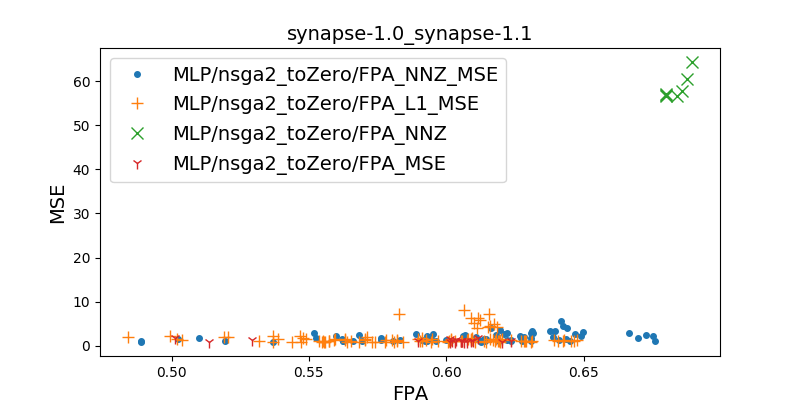 synapse-1.0_synapse-1.1
MLP/nsga2_toZero/FPA_NNZ_MSE
MLP/nsga2_toZero/FPA_L1_MSE
MLP/nsga2_toZero/FPA_NNZ
MLP/nsga2_toZero/FPA_MSE
MSE
60
50
40
30
20
10
0
0.50 0.55 0.60 0.65
FPA